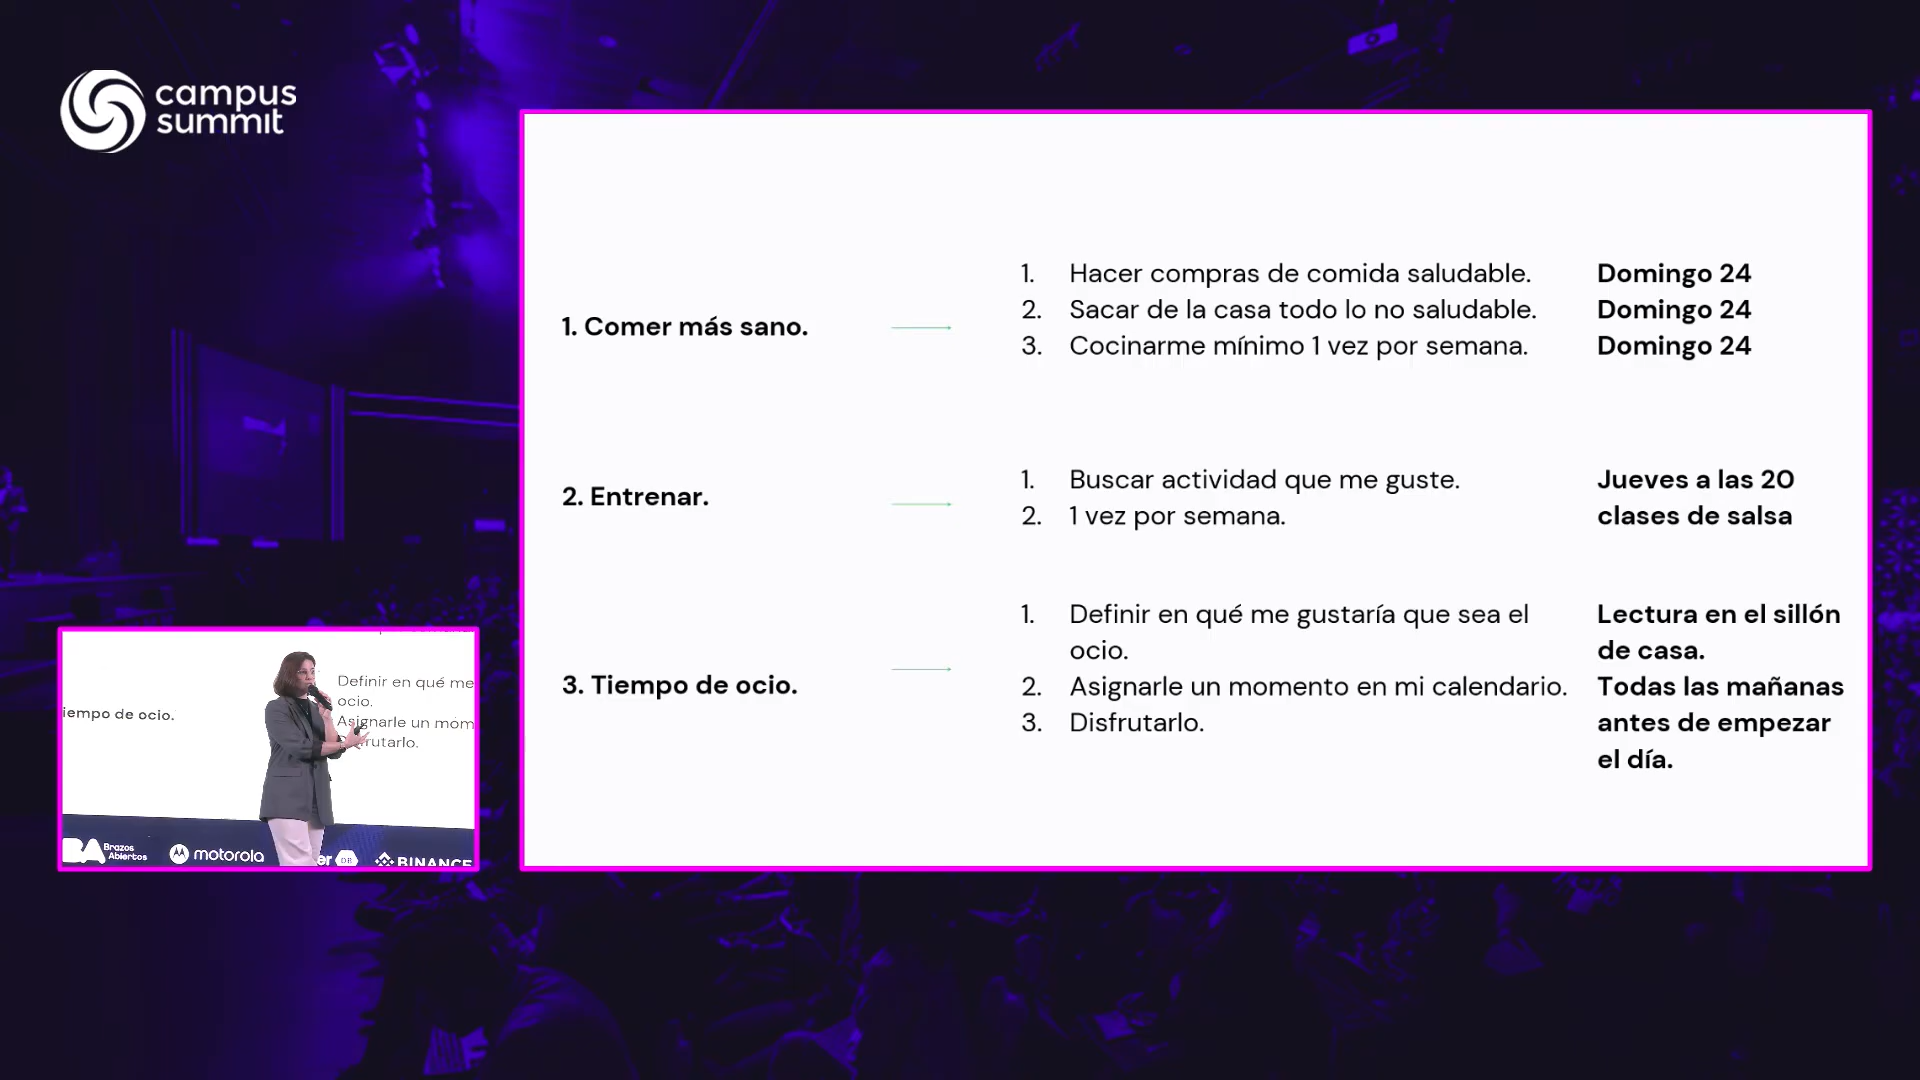 campus
summit
1. Comer más sano.
1. Hacer compras de comida saludable.
2. Sacar de la casa todo lo no saludable.
3. Cocinarme mínimo 1 vez por semana.
Domingo 24
Domingo 24
Domingo 24
2. Entrenar.
1. Buscar actividad que me guste.
2. 1 vez por semana.
Jueves a las 20
clases de salsa
3. Tiempo de ocio.
1. Definir en qué me gustaría que sea el
ocio.
2. Asignarle un momento en mi calendario.
3. Disfrutarlo.
Lectura en el sillón
de casa.
Todas las mañanas
antes de empezar
el día.
iempo de ocio.
Definir en qué me
ocio.
Asignarle un mom
frutarlo.
BA Brazos
Abiertos
motorola
er
DB
BINANCE